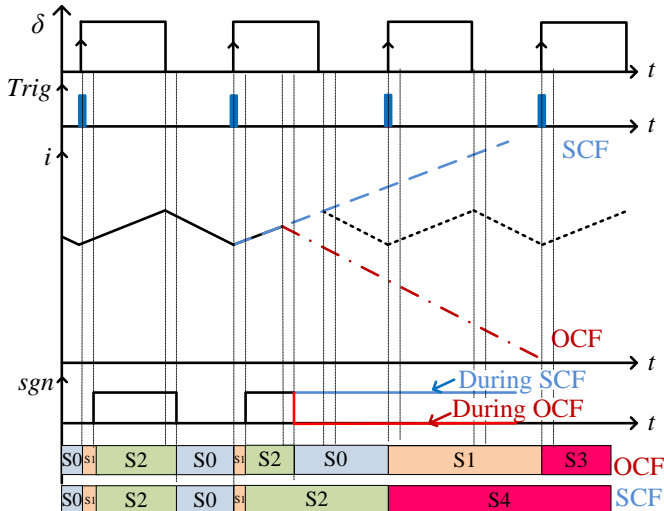 δ
t
Trig
t
i
SCF
OCF
t
sgn
During SCF
During OCF
t
S0 S1 S2 S0 S1 S2 S0 S1 S3 OCF
S0 S1 S2 S0 S1 S2 S4 SCF